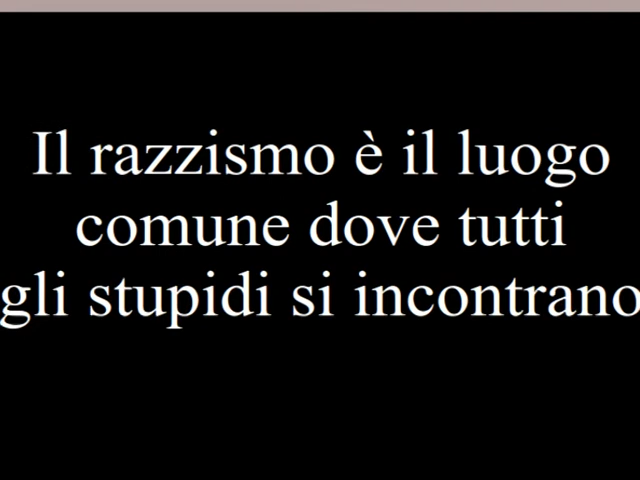 Il razzismo è il luogo
comune dove tutti
gli stupidi si incontrano